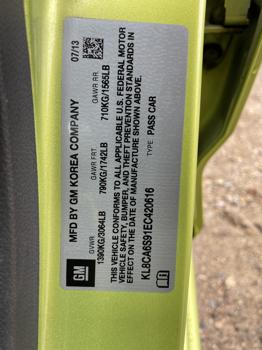 MFD BY GM KOREA COMPANY 07/13
GVWR GAWR FRT GAWR RR
1390KG/3064LB 790KG/1742LB 710KG/1565LB
THIS VEHICLE CONFORMS TO ALL APPLICABLE U.S. FEDERAL MOTOR
VEHICLE SAFETY, BUMPER, AND THEFT PREVENTION STANDARDS IN
EFFECT ON THE DATE OF MANUFACTURE SHOWN ABOVE.
KL8CA6S91EC420616 TYPE: PASS CAR
GM